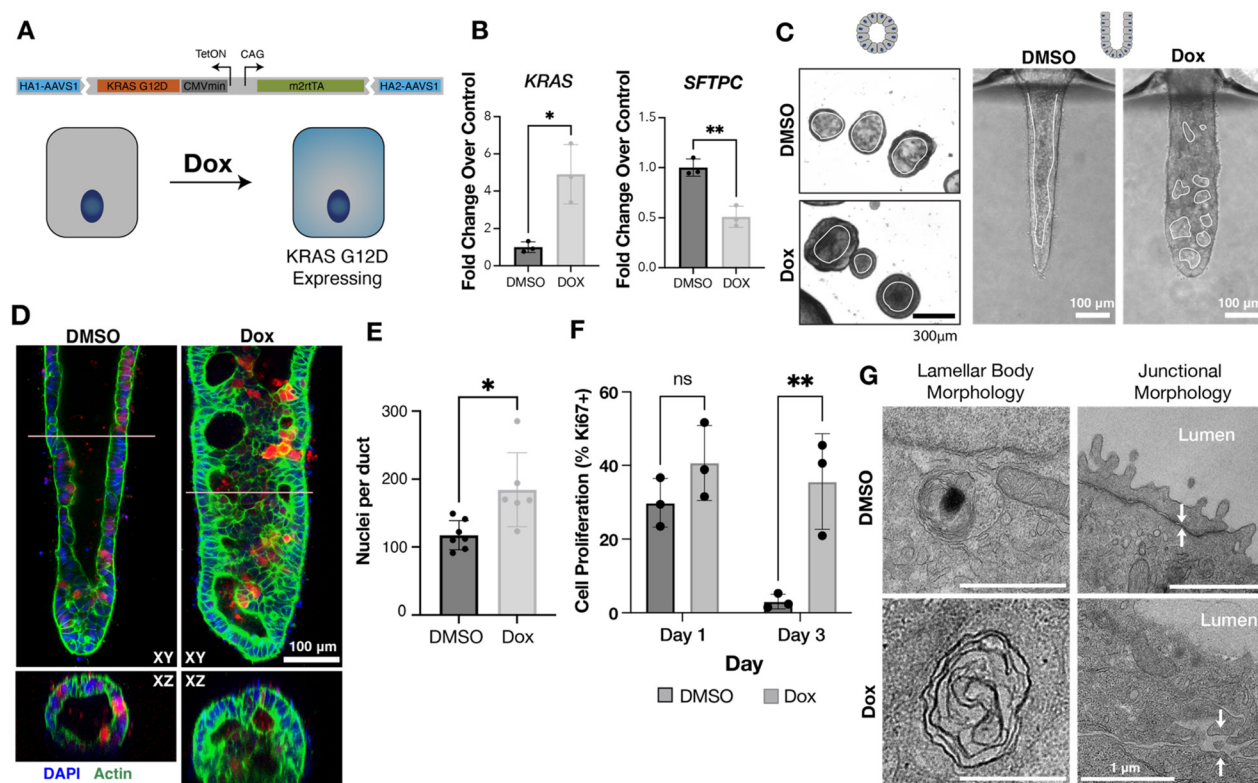 A
TetON
CAG
HA1-AAVS1
KRAS G12D
CMVmin
m2rtTA
HA2-AAVS1
Dox
KRAS G12D
Expressing
B
KRAS
Fold Change Over Control
8
6
4
2
0
*
DMSO
DOX
SFTPC
Fold Change Over Control
1.5
1.0
0.5
0.0
**
DMSO
DOX
C
DMSO
Dox
300µm
DMSO
Dox
100 µm
100 µm
D
DMSO
Dox
XY
XY
100 µm
XZ
XZ
DAPI
Actin
E
Nuclei per duct
300
200
100
0
*
DMSO
Dox
F
Cell Proliferation (% Ki67+)
60
40
20
0
ns
**
Day 1
Day 3
Day
DMSO
Dox
G
Lamellar Body
Morphology
Junctional
Morphology
DMSO
Lumen
Dox
Lumen
1 µm